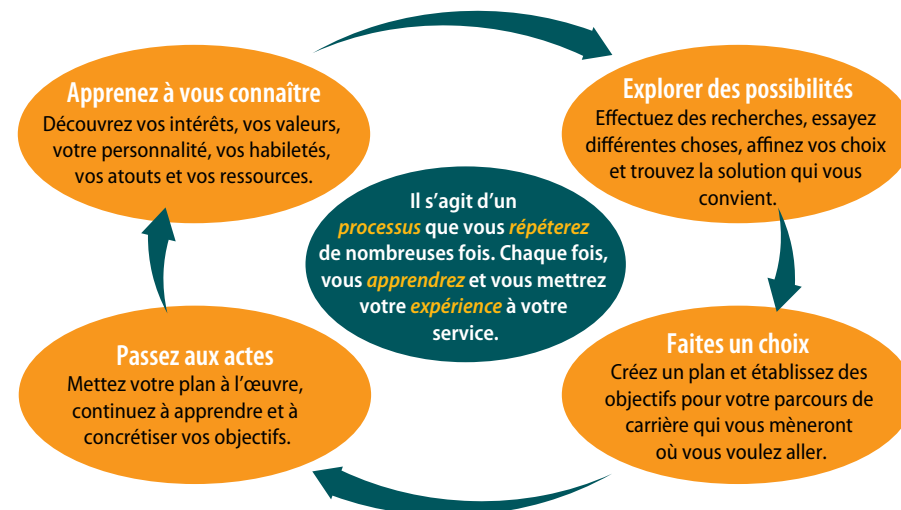 Apprenez à vous connaître
Découvrez vos intérêts, vos valeurs,
votre personnalité, vos habiletés,
vos atouts et vos ressources.
Explorer des possibilités
Effectuez des recherches, essayez
différentes choses, affinez vos choix
et trouvez la solution qui vous
convient.
Il s’agit d’un
processus que vous répéterez
de nombreuses fois. Chaque fois,
vous apprendrez et vous mettrez
votre expérience à votre
service.
Faites un choix
Créez un plan et établissez des
objectifs pour votre parcours de
carrière qui vous mèneront
où vous voulez aller.
Passez aux actes
Mettez votre plan à l’œuvre,
continuez à apprendre et à
concrétiser vos objectifs.